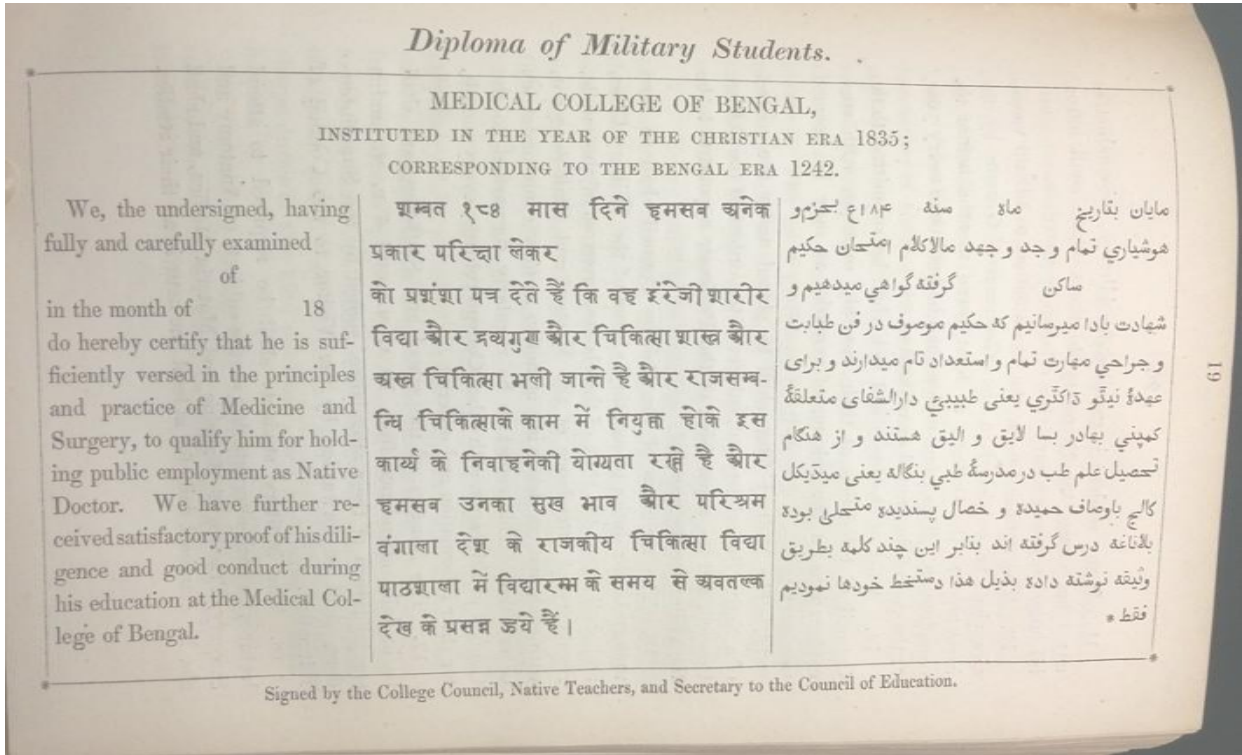 Diploma of Military Students.
MEDICAL COLLEGE OF BENGAL,
INSTITUTED IN THE YEAR OF THE CHRISTIAN ERA 1835;
CORRESPONDING TO THE BENGAL ERA 1242.
We, the undersigned, having
fully and carefully examined
of
in the month of 18
do hereby certify that he is suf-
ficiently versed in the principles
and practice of Medicine and
Surgery, to qualify him for hold-
ing public employment as Native
Doctor. We have further re-
ceived satisfactory proof of his dili-
gence and good conduct during
his education at the Medical Col-
lege of Bengal.
शम्वत १८४ मास दिने हमसब अनेक
प्रकार परिक्षा लेकर
को प्रशंशा पत्र देते हैं कि वह इंरेजी शारीर
विद्या और द्रव्यगुण और चिकित्सा शास्त्र और
अस्त्र चिकित्सा भली जान्ते है और राजसम्ब-
न्धि चिकित्साके काम में नियुक्त होके इस
कार्य्य के निवाहनेकी योग्यता रखे है और
हमसब उनका सुख भाव और परिश्रम
वंगाला देश के राजकीय चिकित्सा विद्या
पाठशाला में विद्यारम्भ के समय से अवतल्क
देख के प्रसन्न ऊये हैं।
مایان بتاریخ ماه سنه ۱۸۴ع بحزم و
هوشیاري تمام و جد و جهد مالاکلام امتحان حکیم
ساکن گرفته گواهي میدهیم و
شهادت بادا میرسانیم که حکیم موصوف در فن طبابت
و جراحي مهارت تمام و استعداد تام میدارند و برای
عهدهٔ نیٹو ڈاکٹري یعنی طبیبیٔ دارالشفای متعلقهٔ
کمپني بهادر بسا لایق و الیق هستند و از هنگام
تحصیل علم طب در مدرسهٔ طبي بنگاله یعنی میڈیکل
کالج باوصاف حمیده و خصال پسندیده متحلی بوده
بلاناغه درس گرفته اند بنابر این چند کلمه بطریق
وثیقه نوشته داده بذیل هذا دستخط خودها نمودیم
فقط *
19
Signed by the College Council, Native Teachers, and Secretary to the Council of Education.